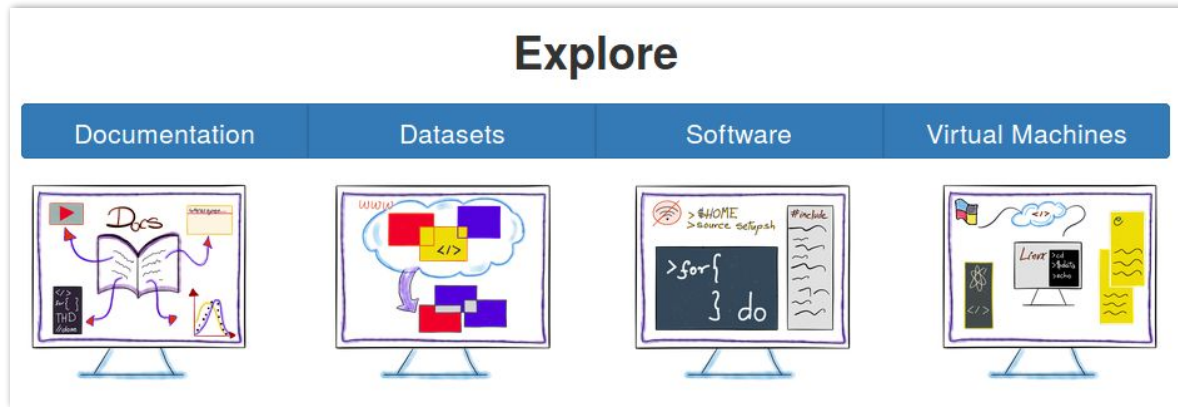 Explore
Documentation
Datasets
Software
Virtual Machines
Docs
</>
for{ }
THD
www
</>
> $HOME
> source setup.sh
#include
>for{
} do
</>
Linux
>cd
>echo
</>